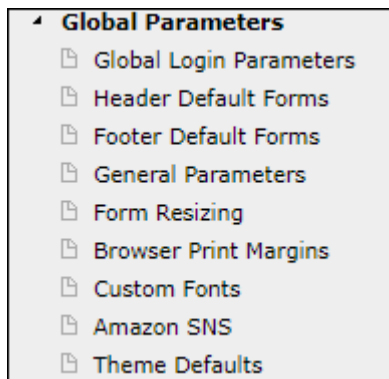 Global Parameters
Global Login Parameters
Header Default Forms
Footer Default Forms
General Parameters
Form Resizing
Browser Print Margins
Custom Fonts
Amazon SNS
Theme Defaults